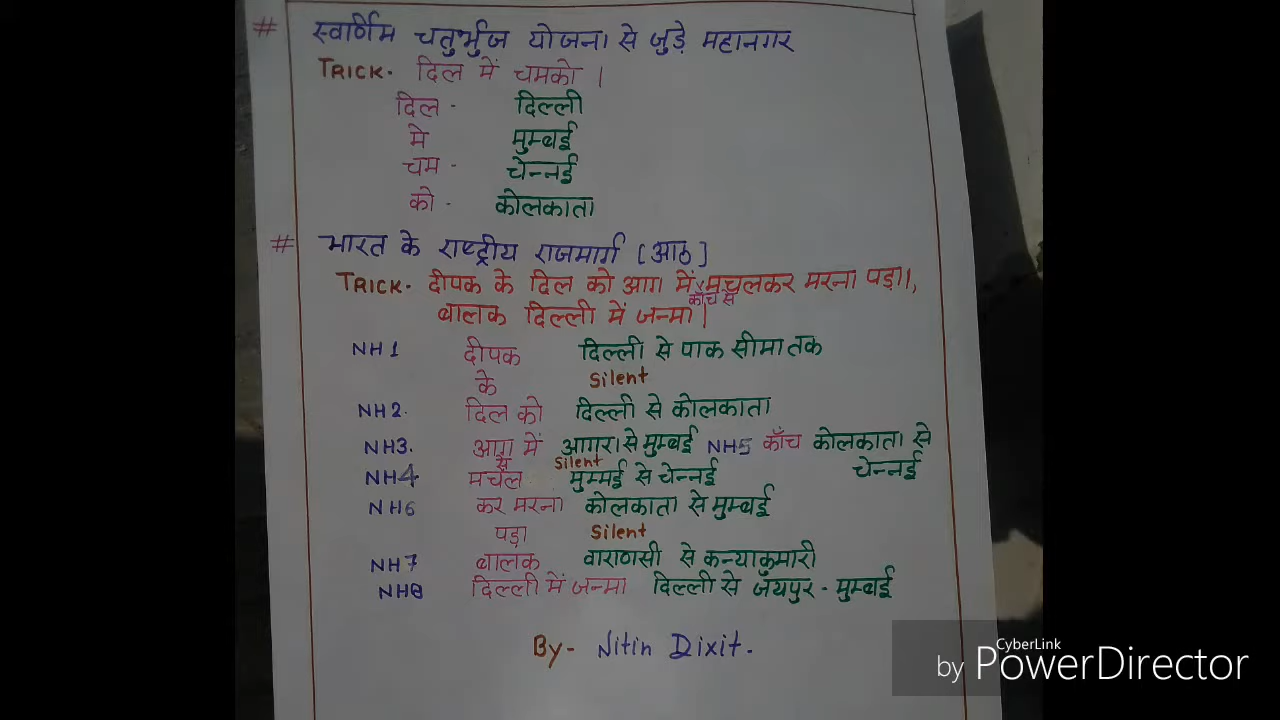 # स्वर्णिम चतुर्भुज योजना से जुड़े महानगर
TRICK. दिल में चमको ।
दिल - दिल्ली
मे मुम्बई
चम - चेन्नई
को - कोलकाता
# भारत के राष्ट्रीय राजमार्ग [आठ]
TRICK. दीपक के दिल को आग में मचलकर मरना पड़ा।,
काँच से
बालक दिल्ली में जन्मा |
NH1 दीपक दिल्ली से पाक सीमा तक
के Silent
NH2. दिल को दिल्ली से कोलकाता
NH3. आग में आगरा से मुम्बई NH5 काँच कोलकाता से चेन्नई
से Silent
NH4. मचल मुम्मई से चेन्नई
NH6 कर मरना कोलकाता से मुम्बई
पड़ा Silent
NH7 बालक वाराणसी से कन्याकुमारी
NH8 दिल्ली में जन्मा दिल्ली से जयपुर - मुम्बई
By- Nitin Dixit.
CyberLink
by PowerDirector